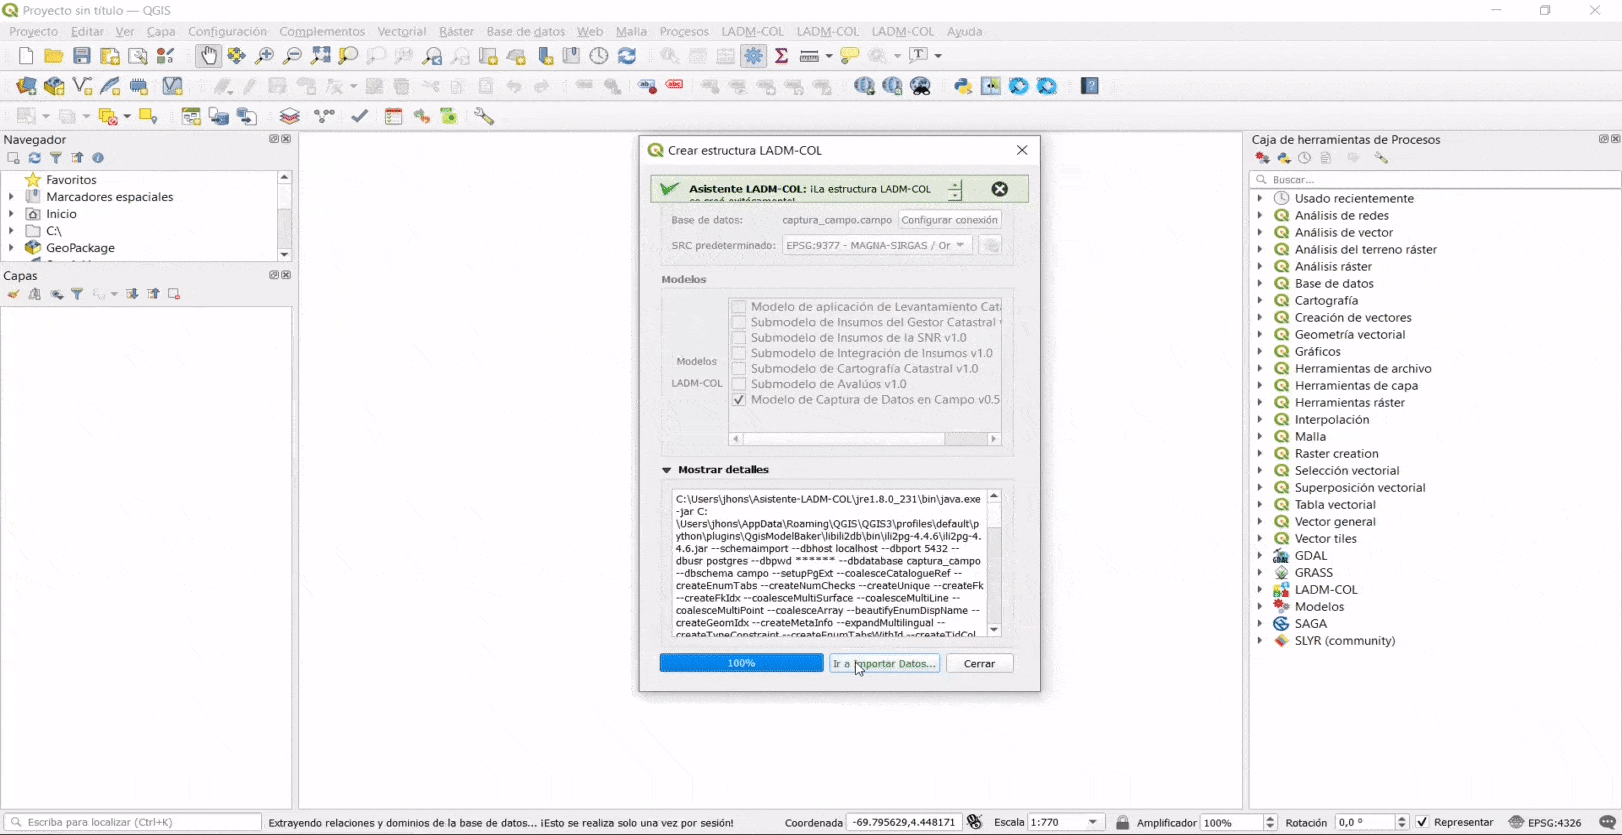 Proyecto sin título — QGIS
Proyecto Editar Ver Capa Configuración Complementos Vectorial Ráster Base de datos Web Malla Procesos LADM-COL LADM-COL LADM-COL Ayuda
Navegador
Favoritos
Marcadores espaciales
Inicio
C:\
GeoPackage
Capas
Crear estructura LADM-COL
Asistente LADM-COL: ¡La estructura LADM-COL
se creó exitosamente!
Base de datos: captura_campo.campo Configurar conexión
SRC predeterminado: EPSG:9377 - MAGNA-SIRGAS / Or
Modelos
Modelos
LADM-COL
Modelo de aplicación de Levantamiento Cat
Submodelo de Insumos del Gestor Catastral
Submodelo de Insumos de la SNR v1.0
Submodelo de Integración de Insumos v1.0
Submodelo de Cartografía Catastral v1.0
Submodelo de Avalúos v1.0
Modelo de Captura de Datos en Campo v0.5
Mostrar detalles
C:\Users\jhons\Asistente-LADM-COL\jre1.8.0_231\bin\java.exe
-jar C:
\Users\jhons\AppData\Roaming\QGIS\QGIS3\profiles\default\p
ython\plugins\QgisModelBaker\libili2db\bin\ili2pg-4.4.6\ili2pg-4.
4.6.jar --schemaimport --dbhost localhost --dbport 5432 --
dbusr postgres --dbpwd ****** --dbdatabase captura_campo
--dbschema campo --setupPgExt --coalesceCatalogueRef --
createEnumTabs --createNumChecks --createUnique --createFk
--createFkIdx --coalesceMultiSurface --coalesceMultiLine --
coalesceMultiPoint --coalesceArray --beautifyEnumDispName --
createGeomIdx --createMetaInfo --expandMultilingual --
createTypeConstraint --createEnumTabsWithId --createTidCol
100% Ir a Importar Datos... Cerrar
Caja de herramientas de Procesos
Buscar...
Usado recientemente
Análisis de redes
Análisis de vector
Análisis del terreno ráster
Análisis ráster
Base de datos
Cartografía
Creación de vectores
Geometría vectorial
Gráficos
Herramientas de archivo
Herramientas de capa
Herramientas ráster
Interpolación
Malla
Raster creation
Selección vectorial
Superposición vectorial
Tabla vectorial
Vector general
Vector tiles
GDAL
GRASS
LADM-COL
Modelos
SAGA
SLYR (community)
Escriba para localizar (Ctrl+K) Extrayendo relaciones y dominios de la base de datos... ¡Esto se realiza solo una vez por sesión! Coordenada -69.795629,4.448171 Escala 1:770 Amplificador 100% Rotación 0,0 ° Representar EPSG:4326